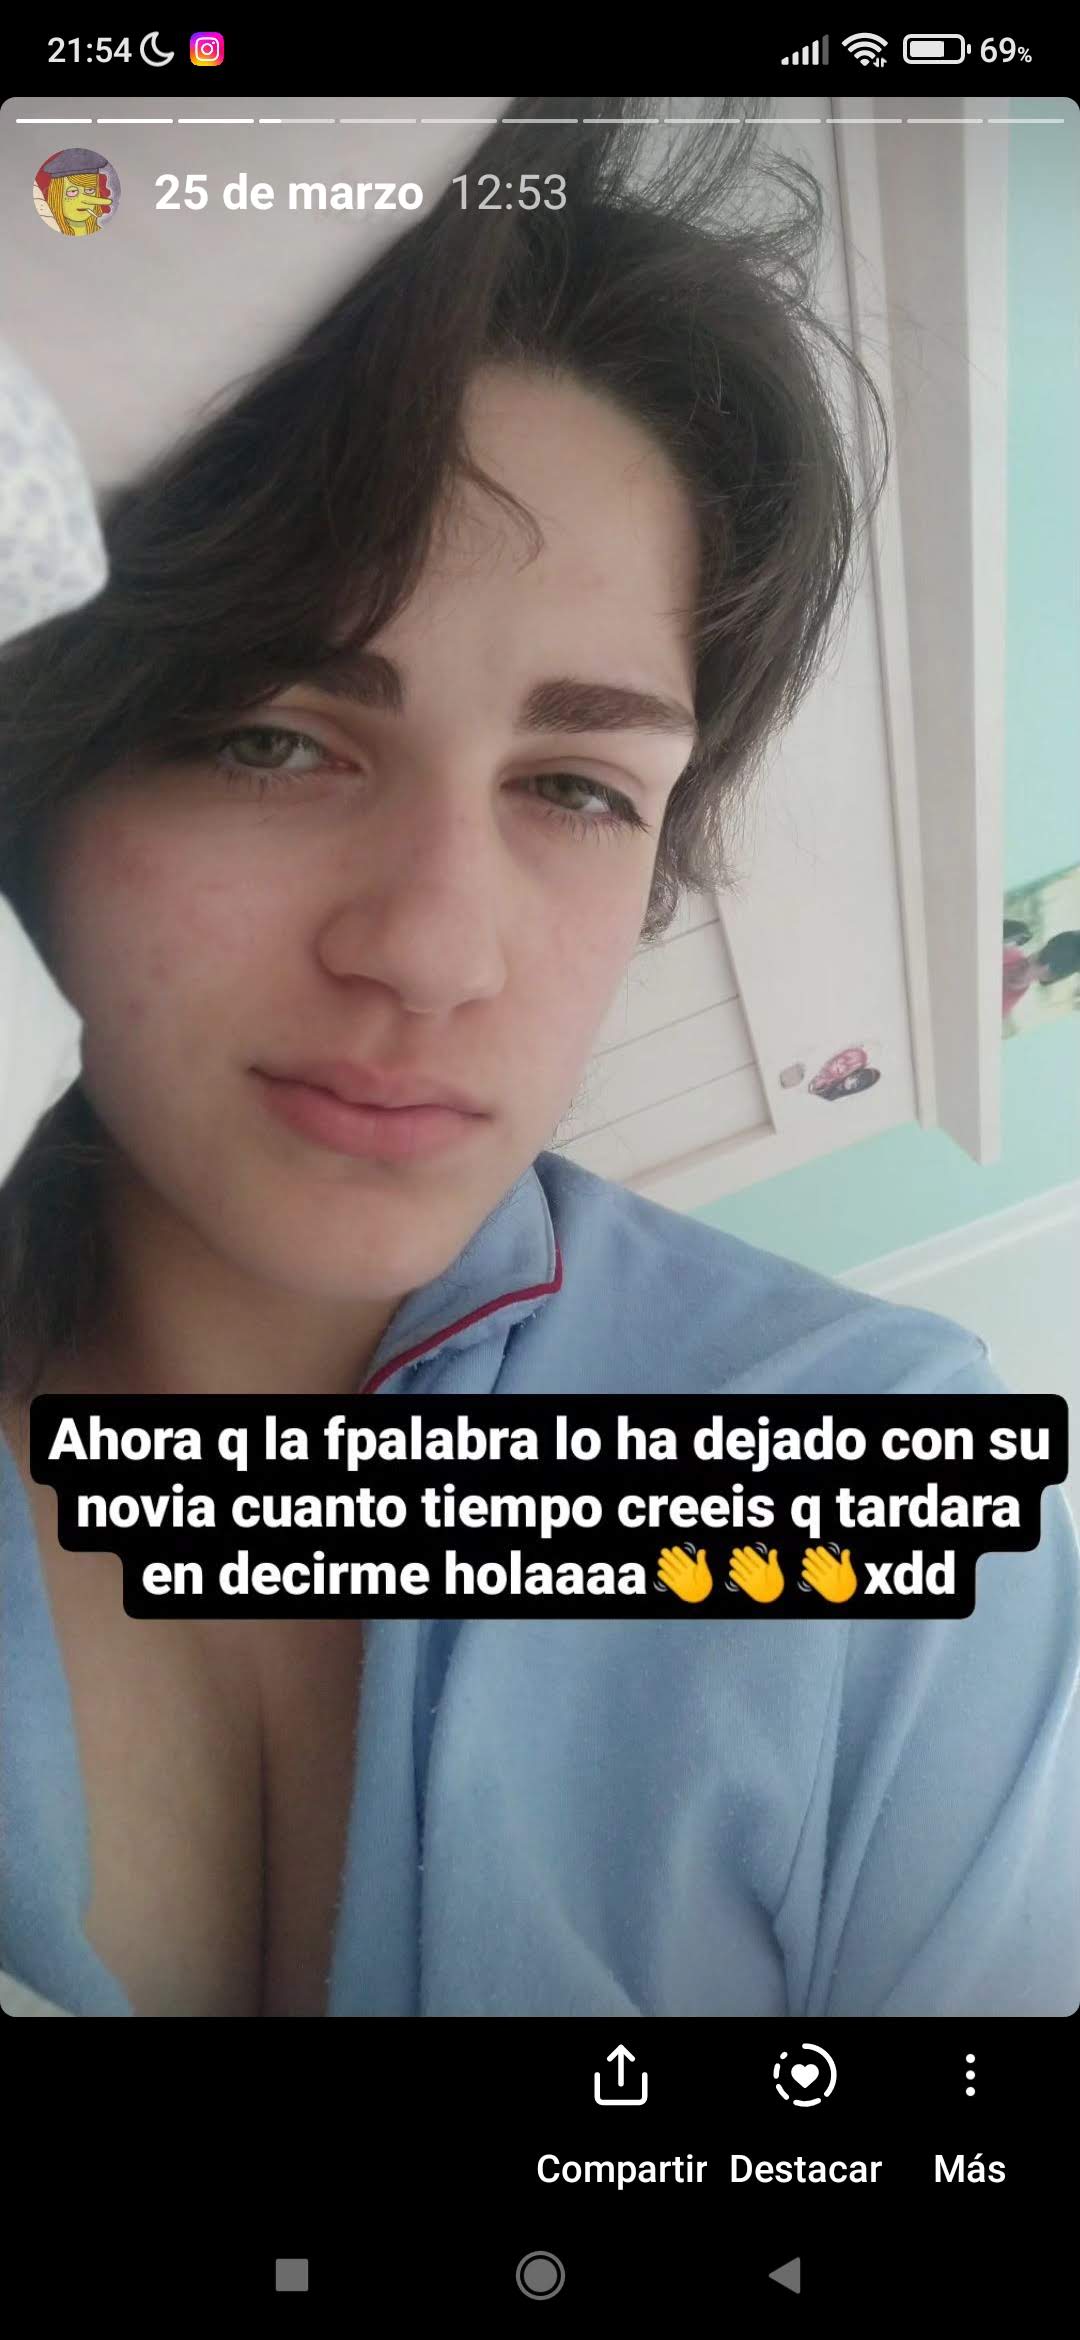 21:54 69%
25 de marzo 12:53
Ahora q la fpalabra lo ha dejado con su
novia cuanto tiempo creeis q tardara
en decirme holaaaa👋👋👋xdd
Compartir Destacar Más